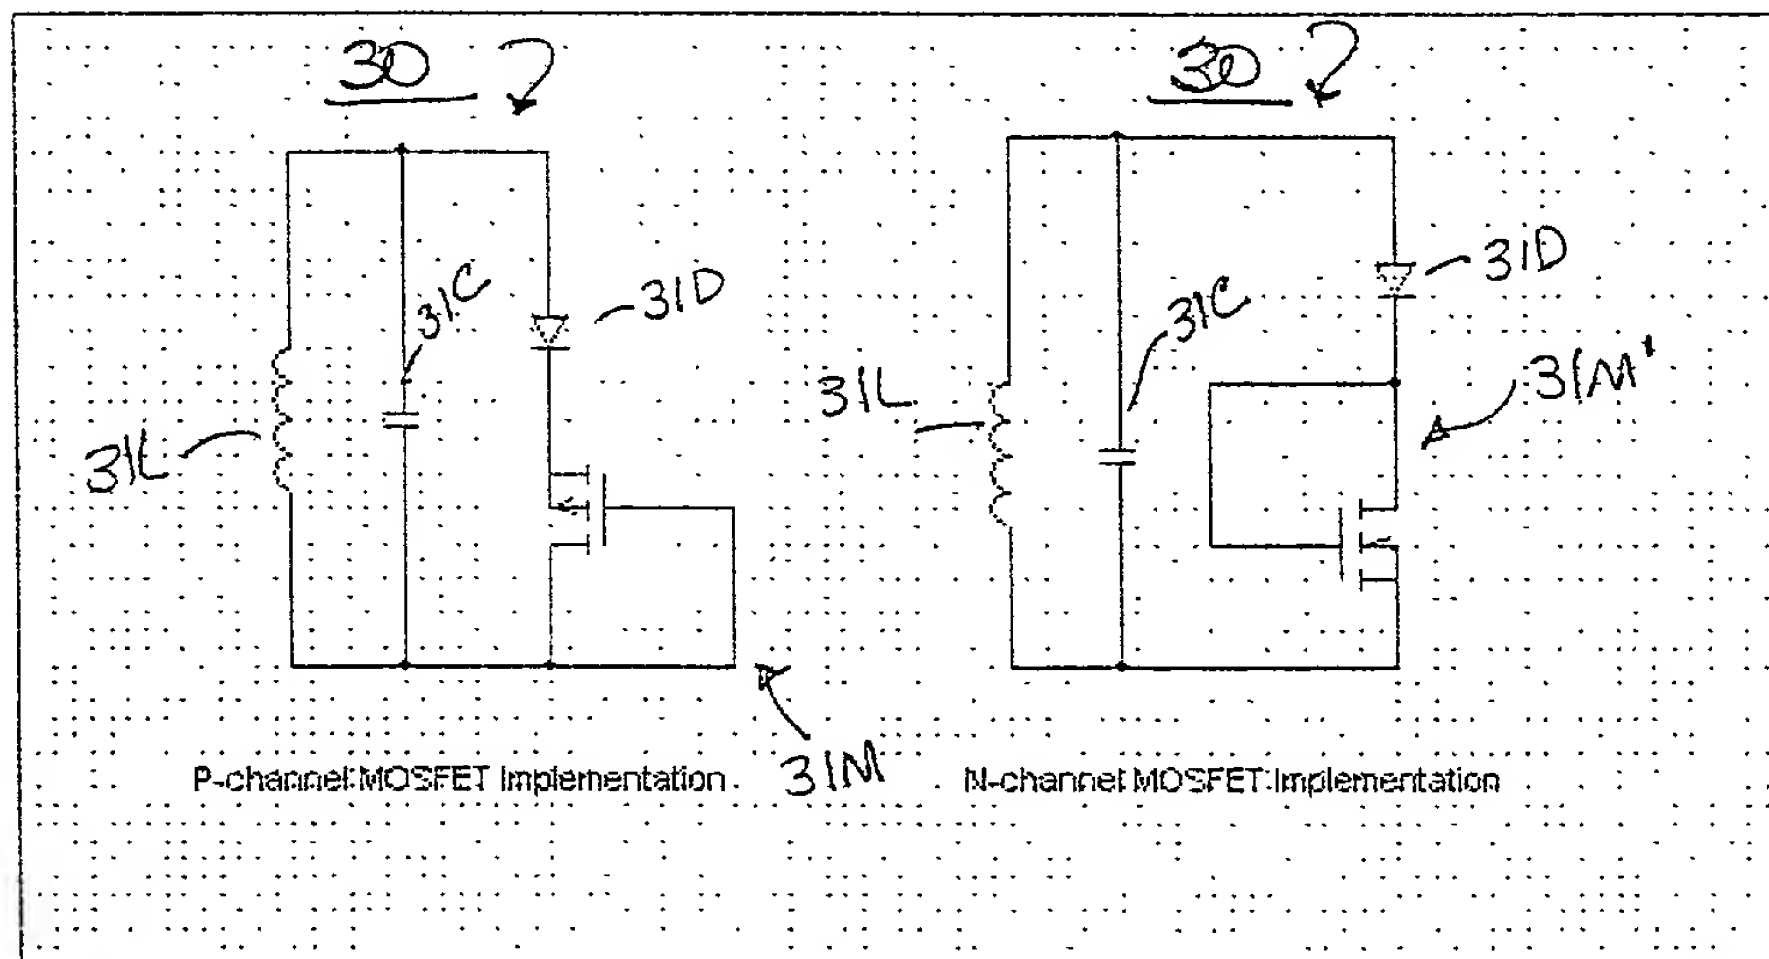 30
30
31C
31D
31L
31M
P-channel MOSFET Implementation
31D
31C
31L
31M'
N-channel MOSFET Implementation